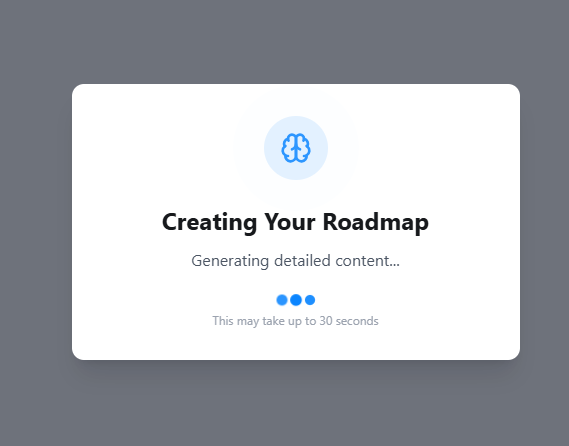 Creating Your Roadmap
Generating detailed content...
This may take up to 30 seconds